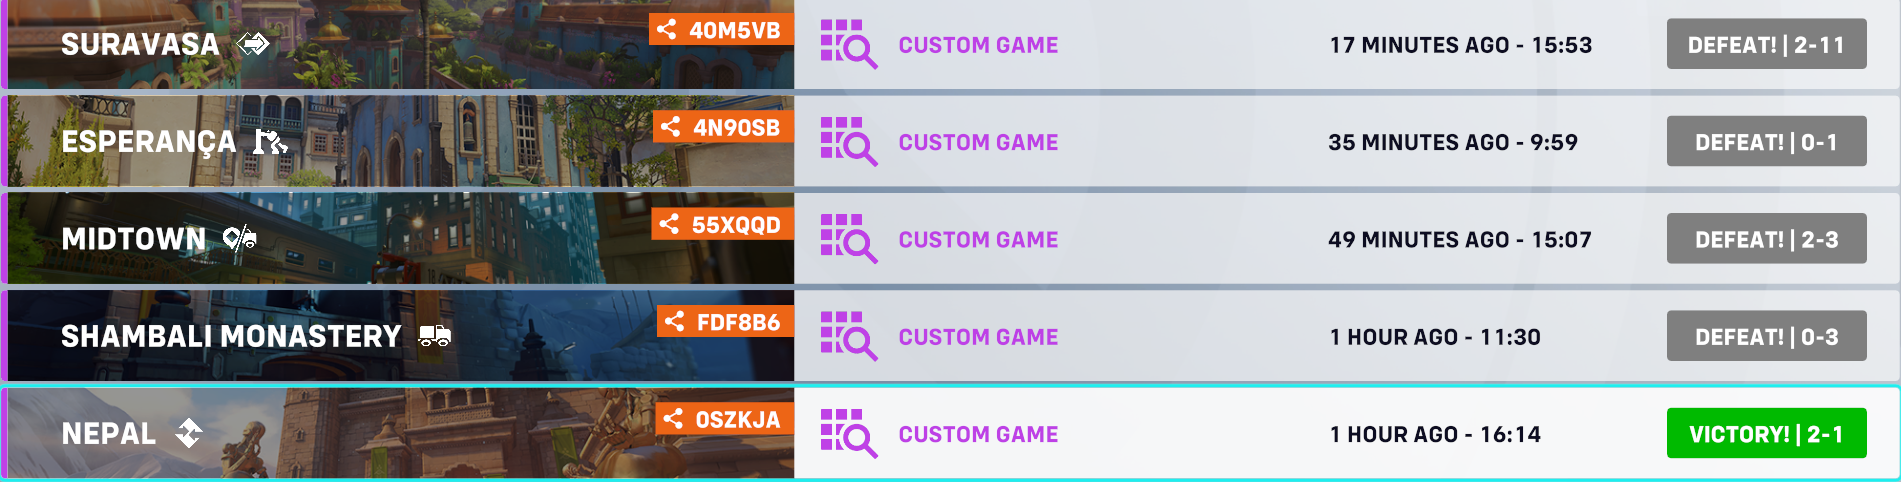 SURAVASA 40M5VB CUSTOM GAME 17 MINUTES AGO - 15:53 DEFEAT! | 2-11
ESPERANÇA 4N90SB CUSTOM GAME 35 MINUTES AGO - 9:59 DEFEAT! | 0-1
MIDTOWN 55XQQD CUSTOM GAME 49 MINUTES AGO - 15:07 DEFEAT! | 2-3
SHAMBALI MONASTERY FDF8B6 CUSTOM GAME 1 HOUR AGO - 11:30 DEFEAT! | 0-3
NEPAL 0SZKJA CUSTOM GAME 1 HOUR AGO - 16:14 VICTORY! | 2-1